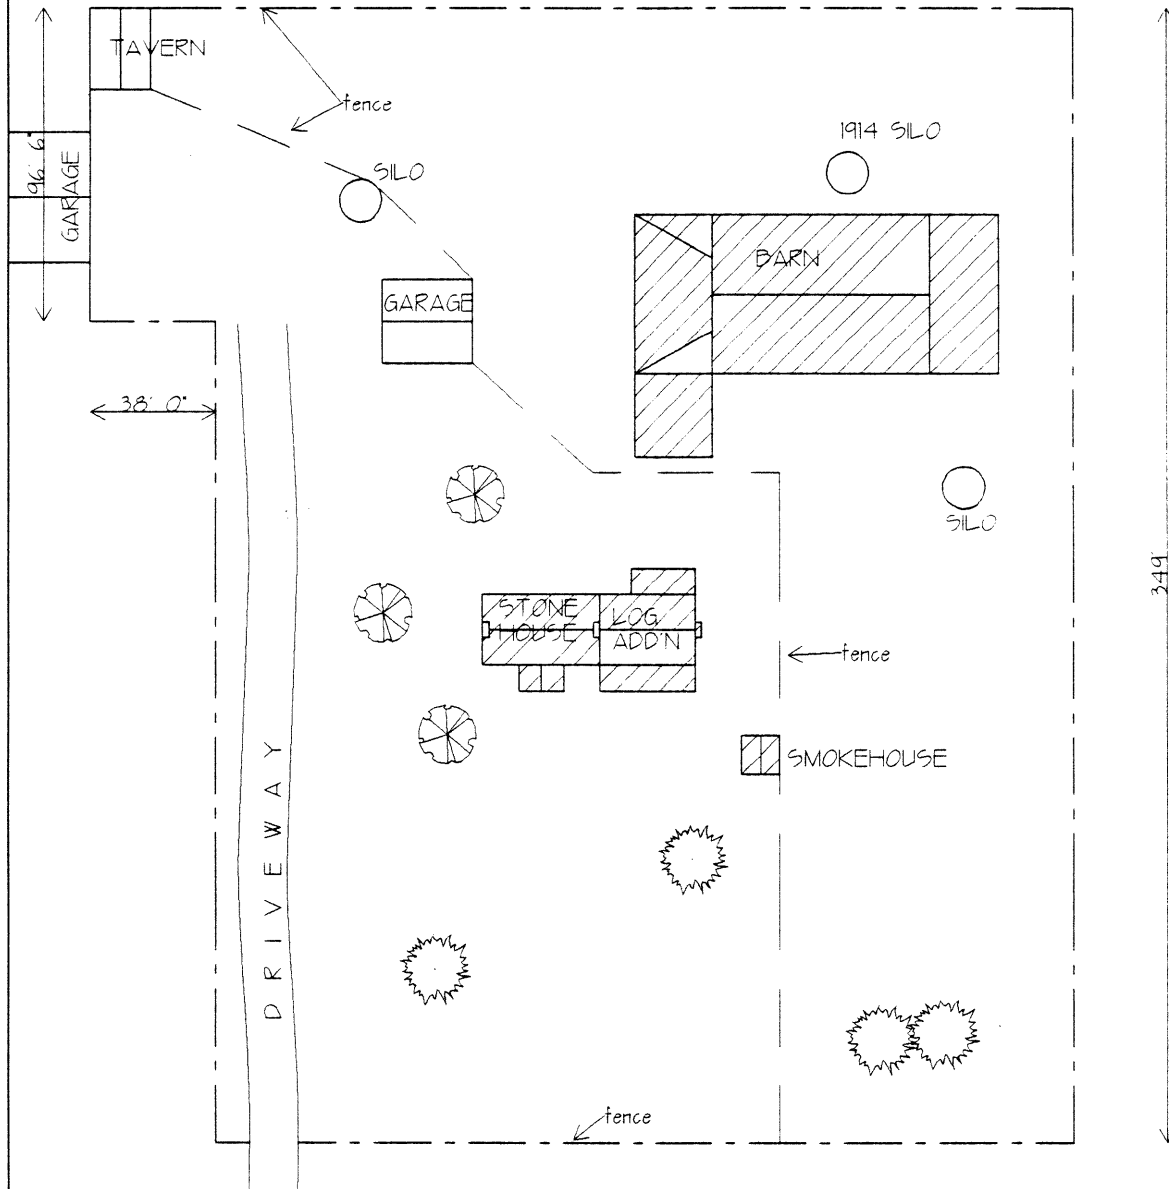 TAVERN
fence
1914 SILO
96' 6"
GARAGE
SILO
BARN
GARAGE
38' 0"
SILO
349'
STONE
HOUSE
LOG
ADD'N
fence
SMOKEHOUSE
DRIVEWAY
fence